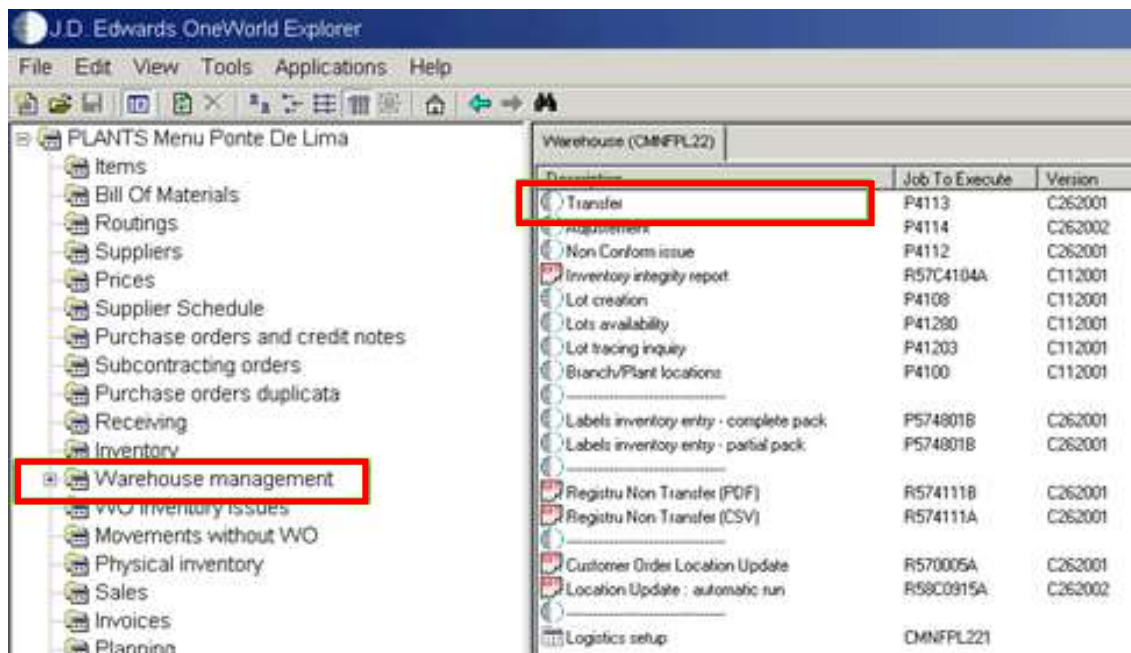 J.D. Edwards OneWorld Explorer
File Edit View Tools Applications Help
PLANTS Menu Ponte De Lima
Items
Bill Of Materials
Routings
Suppliers
Prices
Supplier Schedule
Purchase orders and credit notes
Subcontracting orders
Purchase orders duplicata
Receiving
Inventory
Warehouse management
WO Inventory Issues
Movements without WO
Physical inventory
Sales
Invoices
Planning
Warehouse (CMNFPL22)
Description Job To Execute Version
Transfer P4113 C262001
Adjustement P4114 C262002
Non Conform issue P4112 C262001
Inventory integrity report R57C4104A C112001
Lot creation P4108 C112001
Lots availability P41280 C112001
Lot tracing inquiry P41203 C112001
Branch/Plant locations P4100 C112001
--------------------------------
Labels inventory entry - complete pack P574801B C262001
Labels inventory entry - partial pack P574801B C262001
--------------------------------
Registru Non Transfer (PDF) R574111B C262001
Registru Non Transfer (CSV) R574111A C262001
--------------------------------
Customer Order Location Update R570005A C262001
Location Update : automatic run R58C0915A C262002
--------------------------------
Logistics setup CMNFPL221